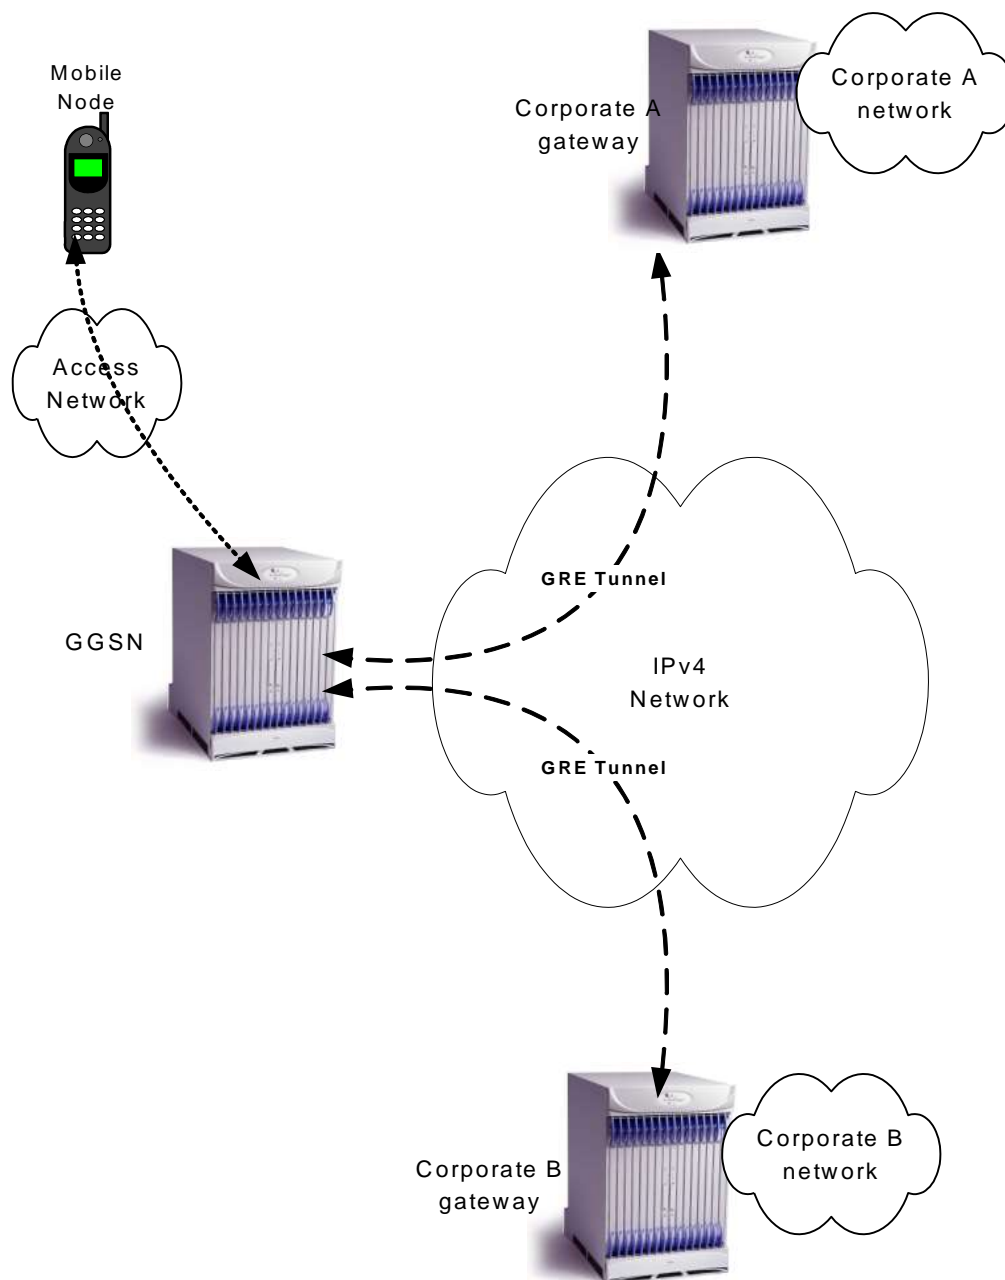 Mobile
Node
Corporate A
gateway
Corporate A
network
Access
Network
GRE Tunnel
GGSN
IPv4
Network
GRE Tunnel
Corporate B
gateway
Corporate B
network